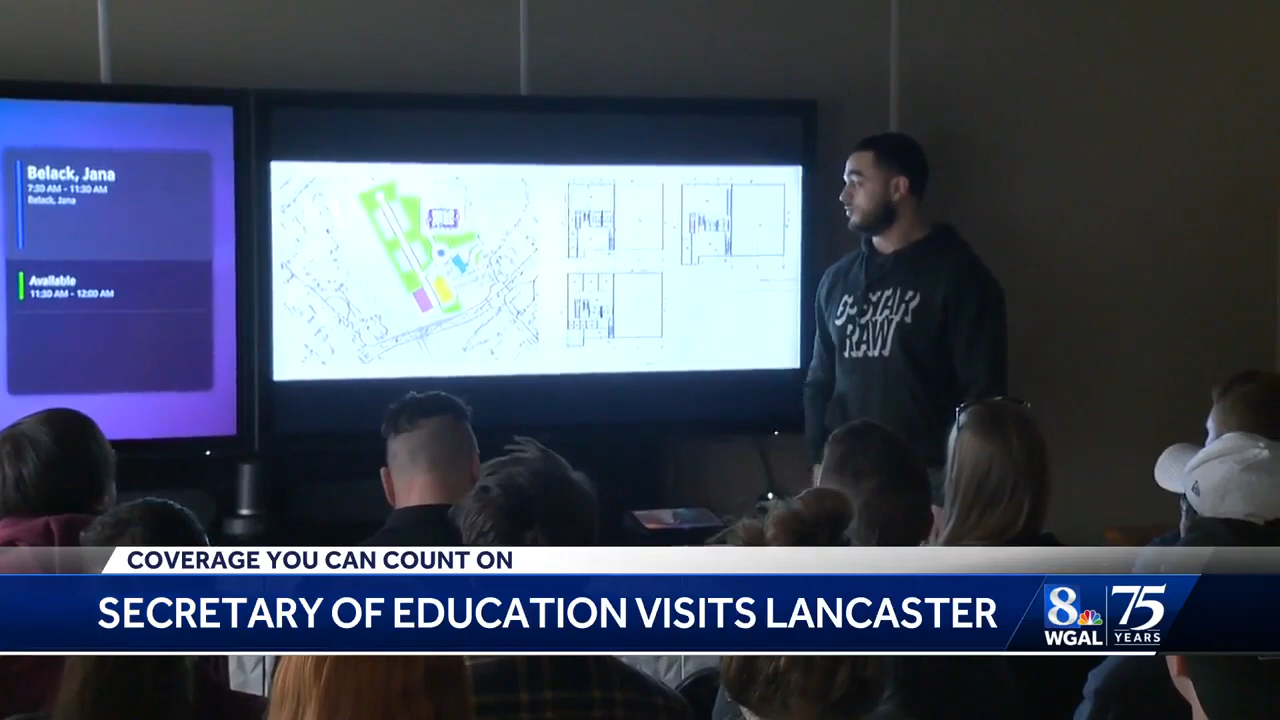 Belack, Jana
7:30 AM - 11:30 AM
Belack, Jana
Available
11:30 AM - 12:00 AM
G-STAR
RAW
COVERAGE YOU CAN COUNT ON
SECRETARY OF EDUCATION VISITS LANCASTER
8
WGAL
75
YEARS